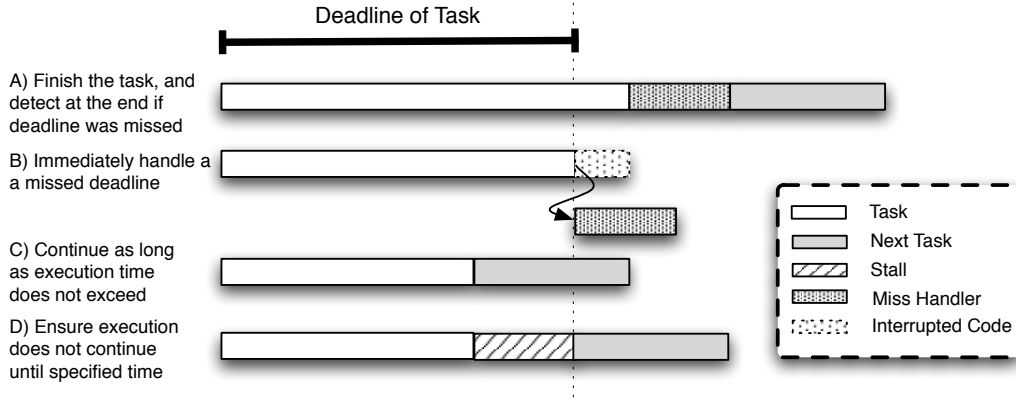 Deadline of Task
A) Finish the task, and
detect at the end if
deadline was missed
B) Immediately handle a
a missed deadline
C) Continue as long
as execution time
does not exceed
D) Ensure execution
does not continue
until specified time
Task
Next Task
Stall
Miss Handler
Interrupted Code